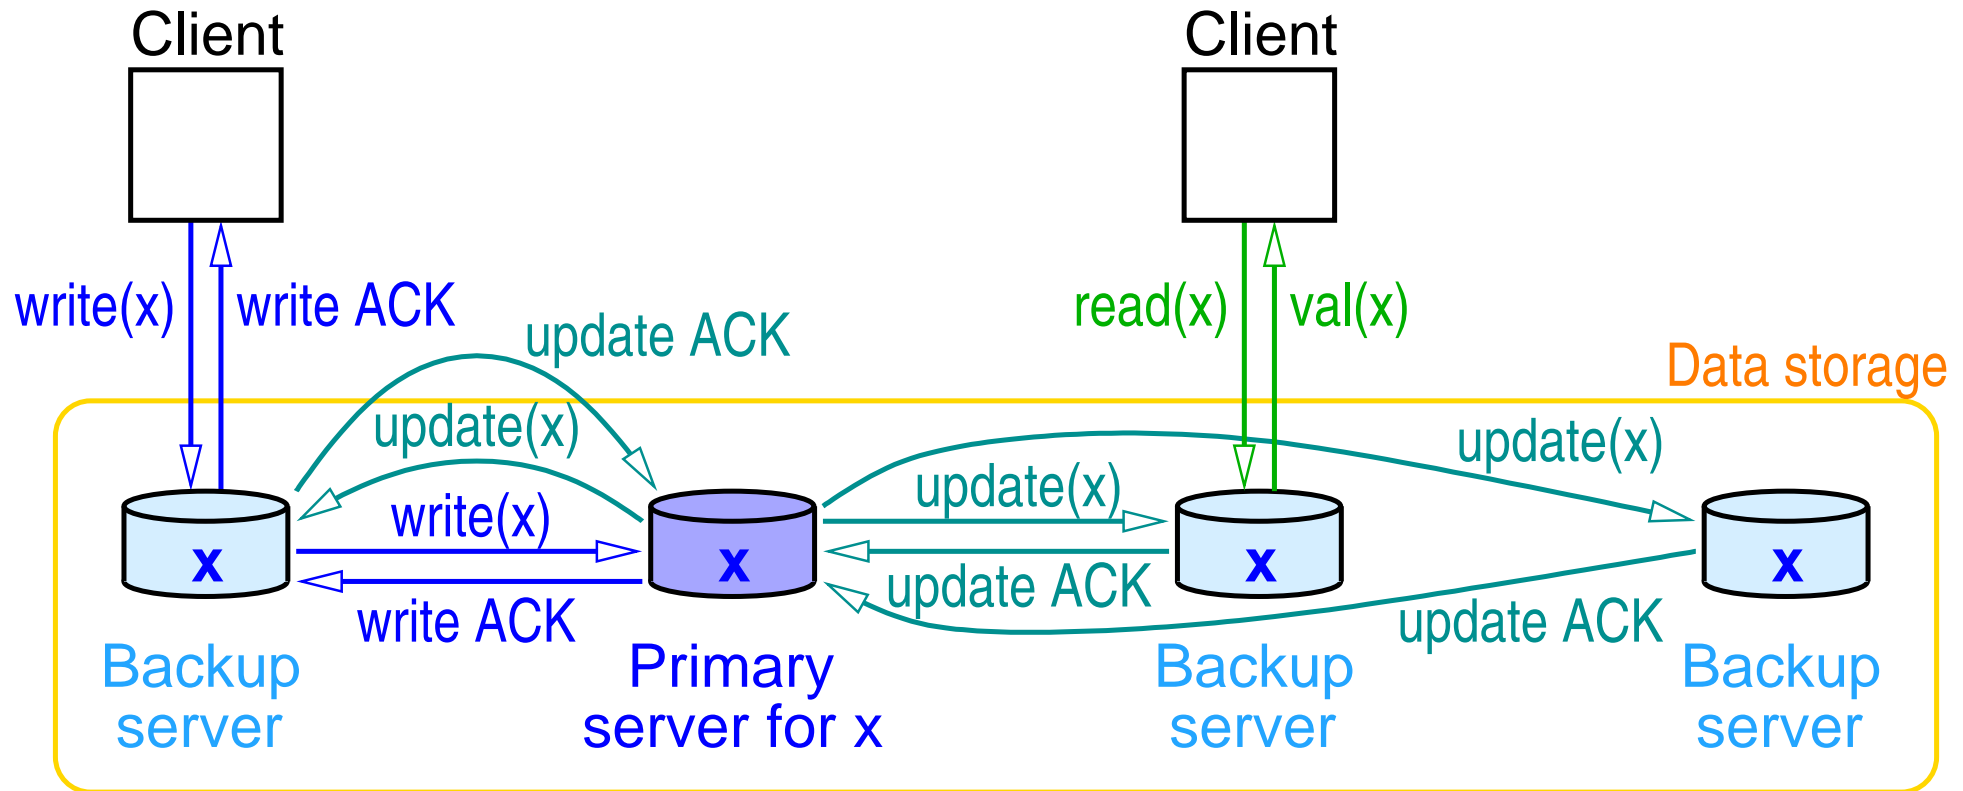 Client
Client
write(x)
write ACK
read(x)
val(x)
update ACK
Data storage
update(x)
update(x)
update(x)
write(x)
x
x
x
x
update ACK
write ACK
update ACK
Backup
server
Primary
server for x
Backup
server
Backup
server